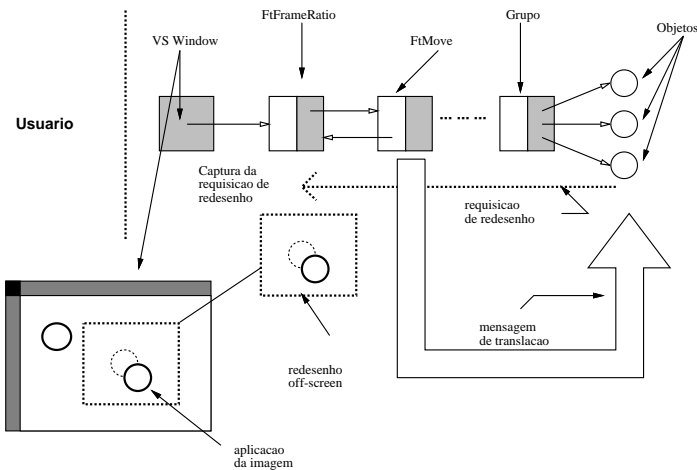 FtFrameRatio
Grupo
VS Window
FtMove
Objetos
Usuario
Captura da
requisicao de
redesenho
requisicao
de redesenho
mensagem
de translacao
redesenho
off-screen
aplicacao
da imagem